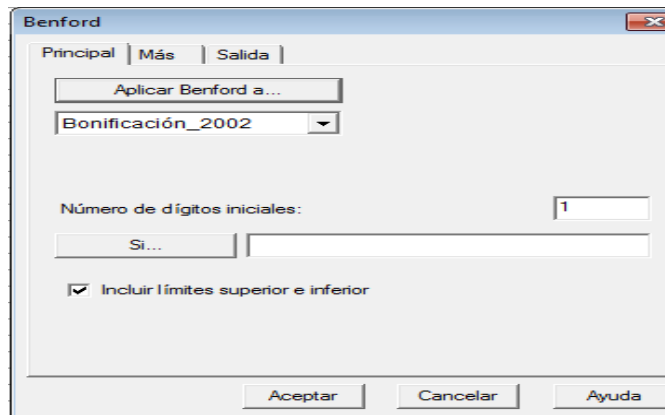 Benford
Principal Más Salida
Aplicar Benford a...
Bonificación_2002
Número de dígitos iniciales: 1
Si...
Incluir límites superior e inferior
Aceptar Cancelar Ayuda